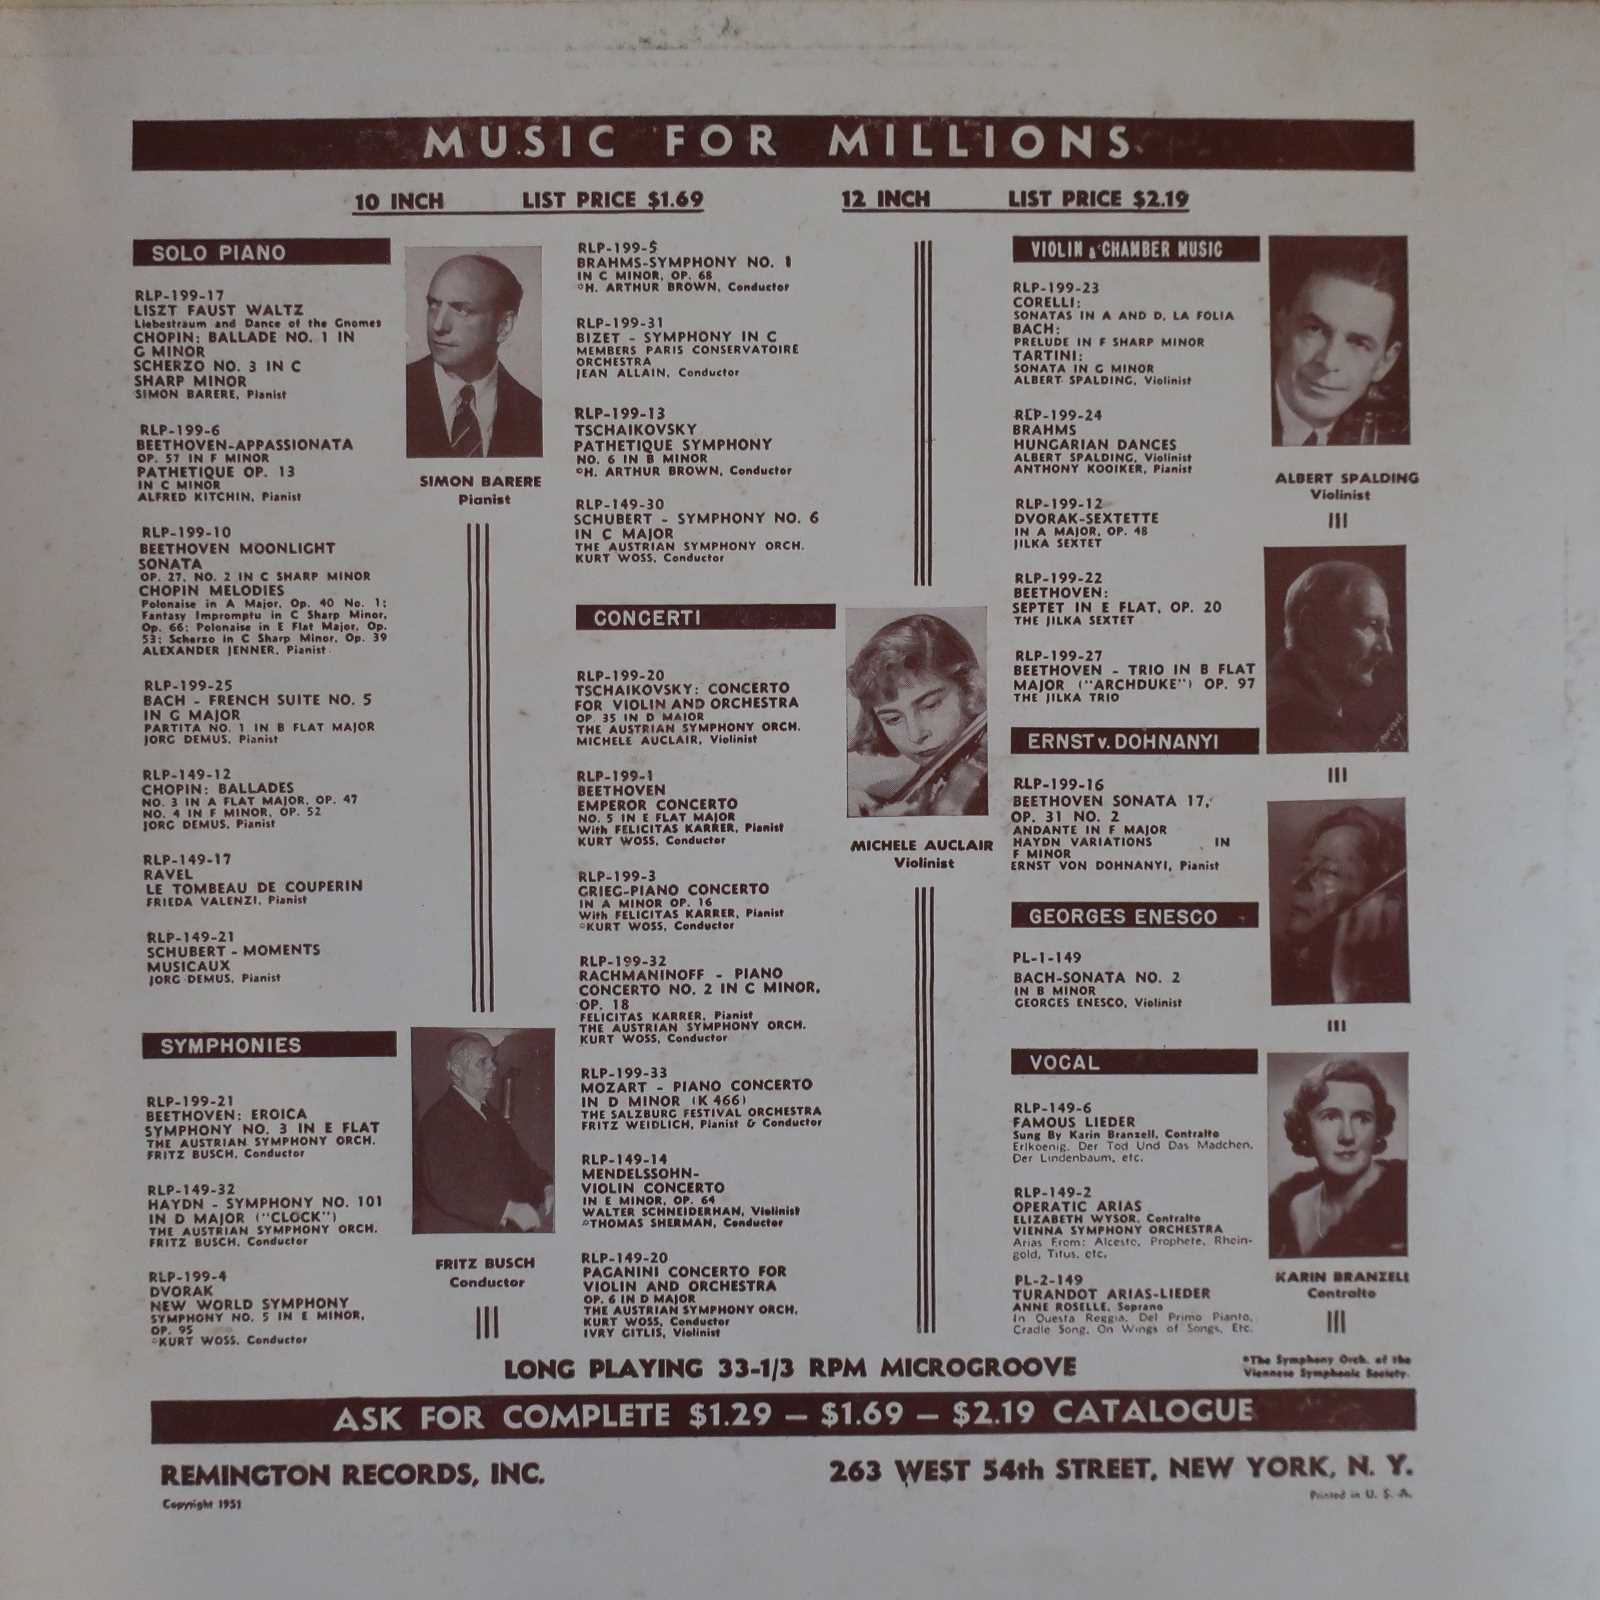 MUSIC FOR MILLIONS
10 INCH LIST PRICE $1.69 12 INCH LIST PRICE $2.19
SOLO PIANO
RLP-199-17
LISZT FAUST WALTZ
Liebestraum and Dance of the Gnomes
CHOPIN: BALLADE NO. 1 IN
G MINOR
SCHERZO NO. 3 IN C
SHARP MINOR
SIMON BARERE, Pianist
RLP-199-6
BEETHOVEN-APPASSIONATA
OP. 57 IN F MINOR
PATHETIQUE OP. 13
IN C MINOR
ALFRED KITCHIN, Pianist
RLP-199-10
BEETHOVEN MOONLIGHT
SONATA
OP. 27, NO. 2 IN C SHARP MINOR
CHOPIN MELODIES
Polonaise in A Major, Op. 40 No. 1;
Fantasy Impromptu in C Sharp Minor,
Op. 66; Polonaise in E Flat Major, Op.
53; Scherzo in C Sharp Minor, Op. 39
ALEXANDER JENNER, Pianist
RLP-199-25
BACH - FRENCH SUITE NO. 5
IN G MAJOR
PARTITA NO. 1 IN B FLAT MAJOR
JORG DEMUS, Pianist
RLP-149-12
CHOPIN: BALLADES
NO. 3 IN A FLAT MAJOR, OP. 47
NO. 4 IN F MINOR, OP. 52
JORG DEMUS, Pianist
RLP-149-17
RAVEL
LE TOMBEAU DE COUPERIN
FRIEDA VALENZI, Pianist
RLP-149-21
SCHUBERT - MOMENTS
MUSICAUX
JORG DEMUS, Pianist
SIMON BARERE
Pianist
SYMPHONIES
RLP-199-21
BEETHOVEN: EROICA
SYMPHONY NO. 3 IN E FLAT
THE AUSTRIAN SYMPHONY ORCH.
FRITZ BUSCH, Conductor
RLP-149-32
HAYDN - SYMPHONY NO. 101
IN D MAJOR ("CLOCK")
THE AUSTRIAN SYMPHONY ORCH.
FRITZ BUSCH, Conductor
RLP-199-4
DVORAK
NEW WORLD SYMPHONY
SYMPHONY NO. 5 IN E MINOR,
OP. 95
*KURT WOSS, Conductor
FRITZ BUSCH
Conductor
RLP-199-5
BRAHMS-SYMPHONY NO. 1
IN C MINOR, OP. 68
*H. ARTHUR BROWN, Conductor
RLP-199-31
BIZET - SYMPHONY IN C
MEMBERS PARIS CONSERVATOIRE
ORCHESTRA
JEAN ALLAIN, Conductor
RLP-199-13
TSCHAIKOVSKY
PATHETIQUE SYMPHONY
NO. 6 IN B MINOR
*H. ARTHUR BROWN, Conductor
RLP-149-30
SCHUBERT - SYMPHONY NO. 6
IN C MAJOR
THE AUSTRIAN SYMPHONY ORCH.
KURT WOSS, Conductor
CONCERTI
RLP-199-20
TSCHAIKOVSKY: CONCERTO
FOR VIOLIN AND ORCHESTRA
OP. 35 IN D MAJOR
THE AUSTRIAN SYMPHONY ORCH.
MICHELE AUCLAIR, Violinist
RLP-199-1
BEETHOVEN
EMPEROR CONCERTO
NO. 5 IN E FLAT MAJOR
With FELICITAS KARRER, Pianist
KURT WOSS, Conductor
RLP-199-3
GRIEG-PIANO CONCERTO
IN A MINOR OP. 16
With FELICITAS KARRER, Pianist
*KURT WOSS, Conductor
RLP-199-32
RACHMANINOFF - PIANO
CONCERTO NO. 2 IN C MINOR,
OP. 18
FELICITAS KARRER, Pianist
THE AUSTRIAN SYMPHONY ORCH.
KURT WOSS, Conductor
RLP-199-33
MOZART - PIANO CONCERTO
IN D MINOR (K 466)
THE SALZBURG FESTIVAL ORCHESTRA
FRITZ WEIDLICH, Pianist & Conductor
RLP-149-14
MENDELSSOHN-
VIOLIN CONCERTO
IN E MINOR, OP. 64
WALTER SCHNEIDERHAN, Violinist
*THOMAS SHERMAN, Conductor
RLP-149-20
PAGANINI CONCERTO FOR
VIOLIN AND ORCHESTRA
OP. 6 IN D MAJOR
THE AUSTRIAN SYMPHONY ORCH.
KURT WOSS, Conductor
IVRY GITLIS, Violinist
MICHELE AUCLAIR
Violinist
VIOLIN & CHAMBER MUSIC
RLP-199-23
CORELLI:
SONATAS IN A AND D, LA FOLIA
BACH:
PRELUDE IN F SHARP MINOR
TARTINI:
SONATA IN G MINOR
ALBERT SPALDING, Violinist
RLP-199-24
BRAHMS
HUNGARIAN DANCES
ALBERT SPALDING, Violinist
ANTHONY KOOIKER, Pianist
RLP-199-12
DVORAK-SEXTETTE
IN A MAJOR, OP. 48
JILKA SEXTET
RLP-199-22
BEETHOVEN:
SEPTET IN E FLAT, OP. 20
THE JILKA SEXTET
RLP-199-27
BEETHOVEN - TRIO IN B FLAT
MAJOR ("ARCHDUKE") OP. 97
THE JILKA TRIO
ALBERT SPALDING
Violinist
ERNST v. DOHNANYI
RLP-199-16
BEETHOVEN SONATA 17,
OP. 31 NO. 2
ANDANTE IN F MAJOR
HAYDN VARIATIONS IN
F MINOR
ERNST VON DOHNANYI, Pianist
GEORGES ENESCO
PL-1-149
BACH-SONATA NO. 2
IN B MINOR
GEORGES ENESCO, Violinist
VOCAL
RLP-149-6
FAMOUS LIEDER
Sung By Karin Branzell, Contralto
Erlkoenig, Der Tod Und Das Madchen,
Der Lindenbaum, etc.
RLP-149-2
OPERATIC ARIAS
ELIZABETH WYSOR, Contralto
VIENNA SYMPHONY ORCHESTRA
Arias From: Alceste, Prophete, Rhein-
gold, Titus, etc.
PL-2-149
TURANDOT ARIAS-LIEDER
ANNE ROSELLE, Soprano
In Questa Reggia, Del Primo Pianto,
Cradle Song, On Wings of Songs, Etc.
KARIN BRANZELL
Contralto
*The Symphony Orch. of the
Viennese Symphonic Society.
LONG PLAYING 33-1/3 RPM MICROGROOVE
ASK FOR COMPLETE $1.29 — $1.69 — $2.19 CATALOGUE
REMINGTON RECORDS, INC. 263 WEST 54th STREET, NEW YORK, N. Y.
Copyright 1951 Printed in U. S. A.